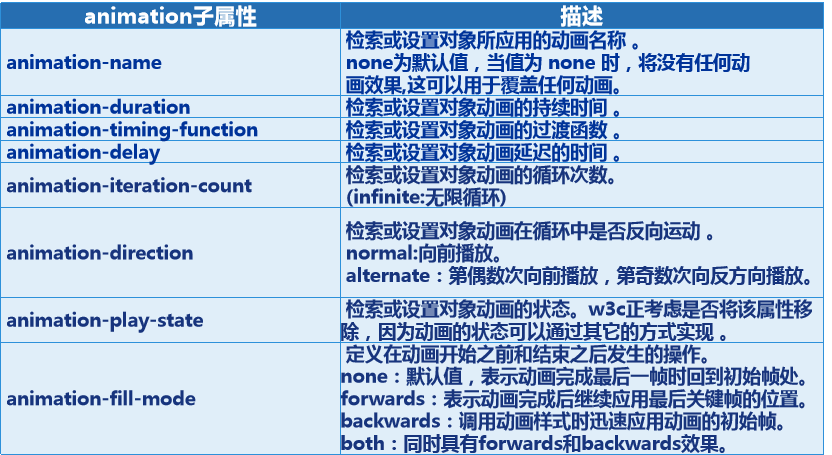 animation子属性 描述
animation-name
检索或设置对象所应用的动画名称 。
none为默认值，当值为 none 时，将没有任何动
画效果,这可以用于覆盖任何动画。
animation-duration 检索或设置对象动画的持续时间 。
animation-timing-function 检索或设置对象动画的过渡函数 。
animation-delay 检索或设置对象动画延迟的时间 。
animation-iteration-count
检索或设置对象动画的循环次数。
(infinite:无限循环)
animation-direction
检索或设置对象动画在循环中是否反向运动 。
normal:向前播放。
alternate：第偶数次向前播放，第奇数次向反方向播放。
animation-play-state
检索或设置对象动画的状态。w3c正考虑是否将该属性移
除，因为动画的状态可以通过其它的方式实现 。
animation-fill-mode
定义在动画开始之前和结束之后发生的操作。
none：默认值，表示动画完成最后一帧时回到初始帧处。
forwards：表示动画完成后继续应用最后关键帧的位置。
backwards：调用动画样式时迅速应用动画的初始帧。
both：同时具有forwards和backwards效果。